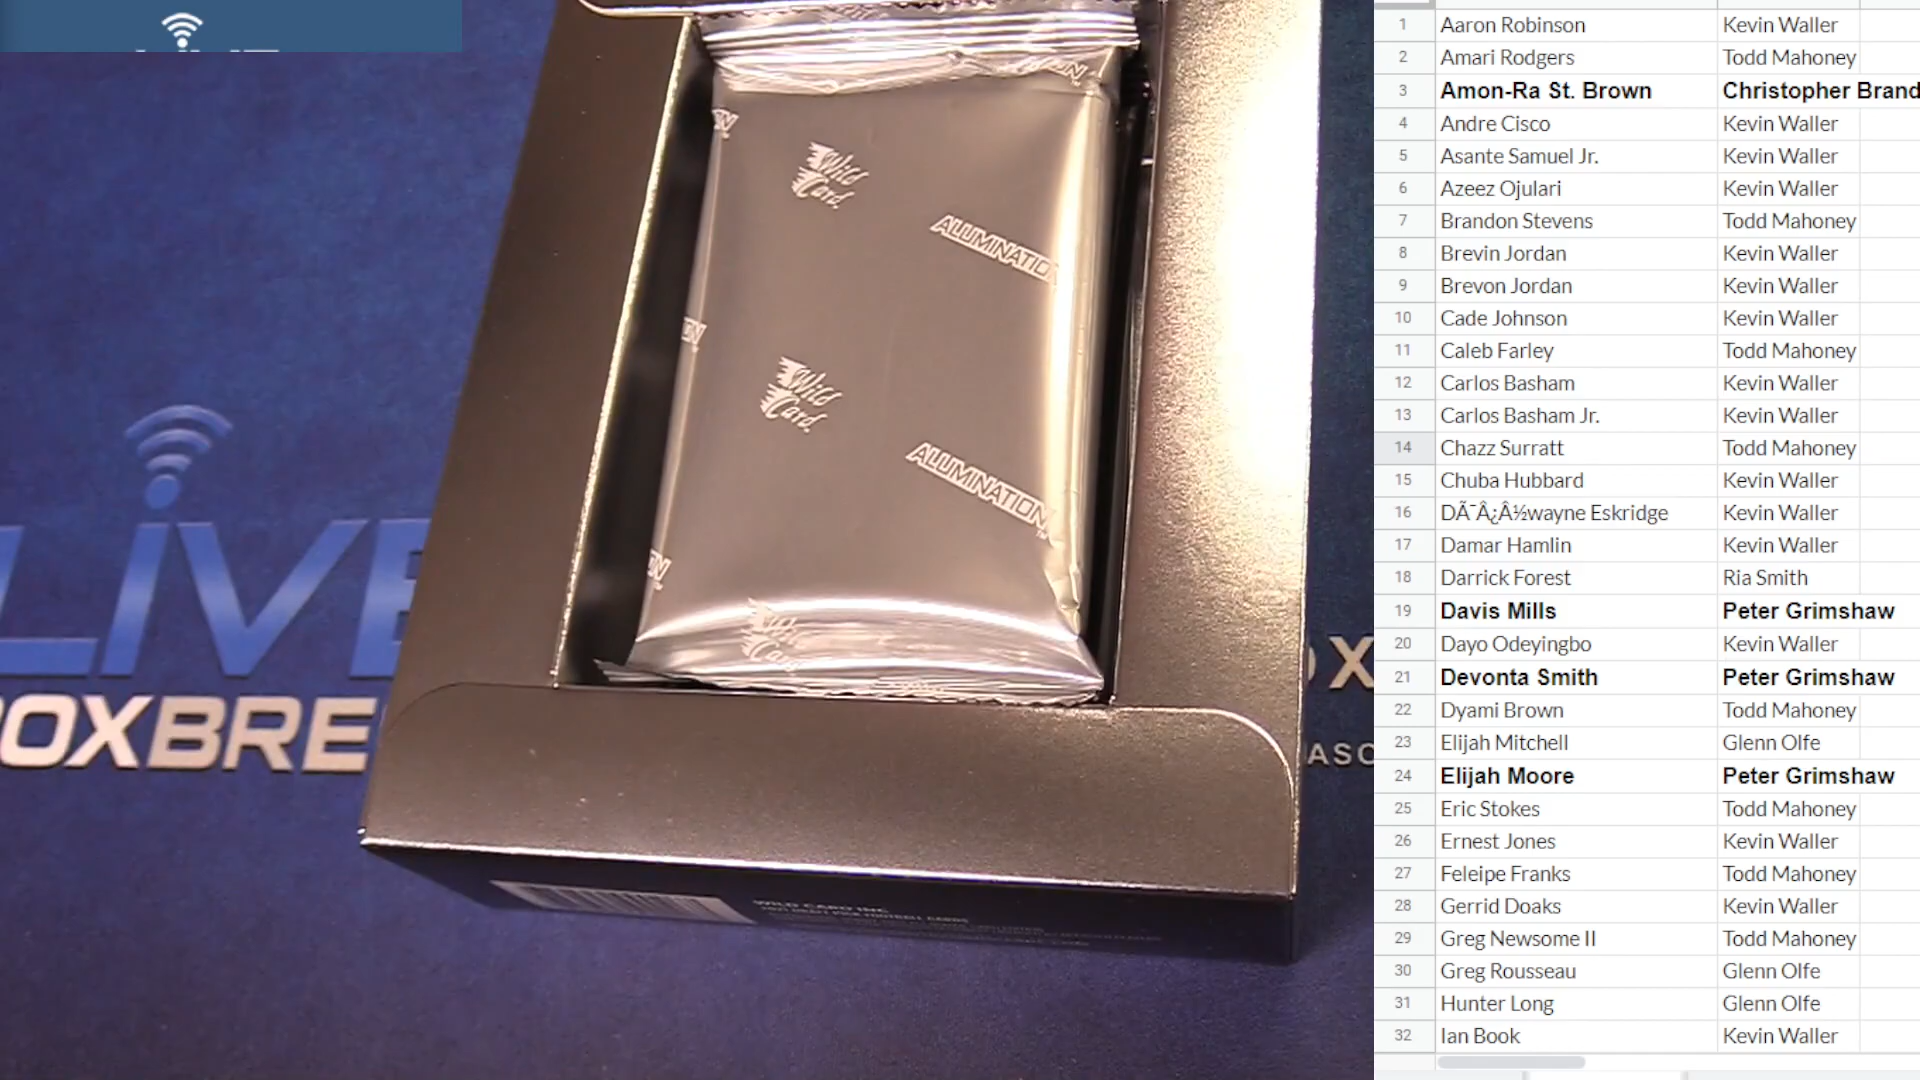 LIVE
OXBRE
Wild
Card
ALUMINATION
Wild
Card
ALUMINATION
Wild
Card
WILD CARD INC
OX
ASC
1 Aaron Robinson Kevin Waller
2 Amari Rodgers Todd Mahoney
3 Amon-Ra St. Brown Christopher Brand
4 Andre Cisco Kevin Waller
5 Asante Samuel Jr. Kevin Waller
6 Azeez Ojulari Kevin Waller
7 Brandon Stevens Todd Mahoney
8 Brevin Jordan Kevin Waller
9 Brevon Jordan Kevin Waller
10 Cade Johnson Kevin Waller
11 Caleb Farley Todd Mahoney
12 Carlos Basham Kevin Waller
13 Carlos Basham Jr. Kevin Waller
14 Chazz Surratt Todd Mahoney
15 Chuba Hubbard Kevin Waller
16 DÃ¯Â¿Â½wayne Eskridge Kevin Waller
17 Damar Hamlin Kevin Waller
18 Darrick Forest Ria Smith
19 Davis Mills Peter Grimshaw
20 Dayo Odeyingbo Kevin Waller
21 Devonta Smith Peter Grimshaw
22 Dyami Brown Todd Mahoney
23 Elijah Mitchell Glenn Olfe
24 Elijah Moore Peter Grimshaw
25 Eric Stokes Todd Mahoney
26 Ernest Jones Kevin Waller
27 Feleipe Franks Todd Mahoney
28 Gerrid Doaks Kevin Waller
29 Greg Newsome II Todd Mahoney
30 Greg Rousseau Glenn Olfe
31 Hunter Long Glenn Olfe
32 Ian Book Kevin Waller